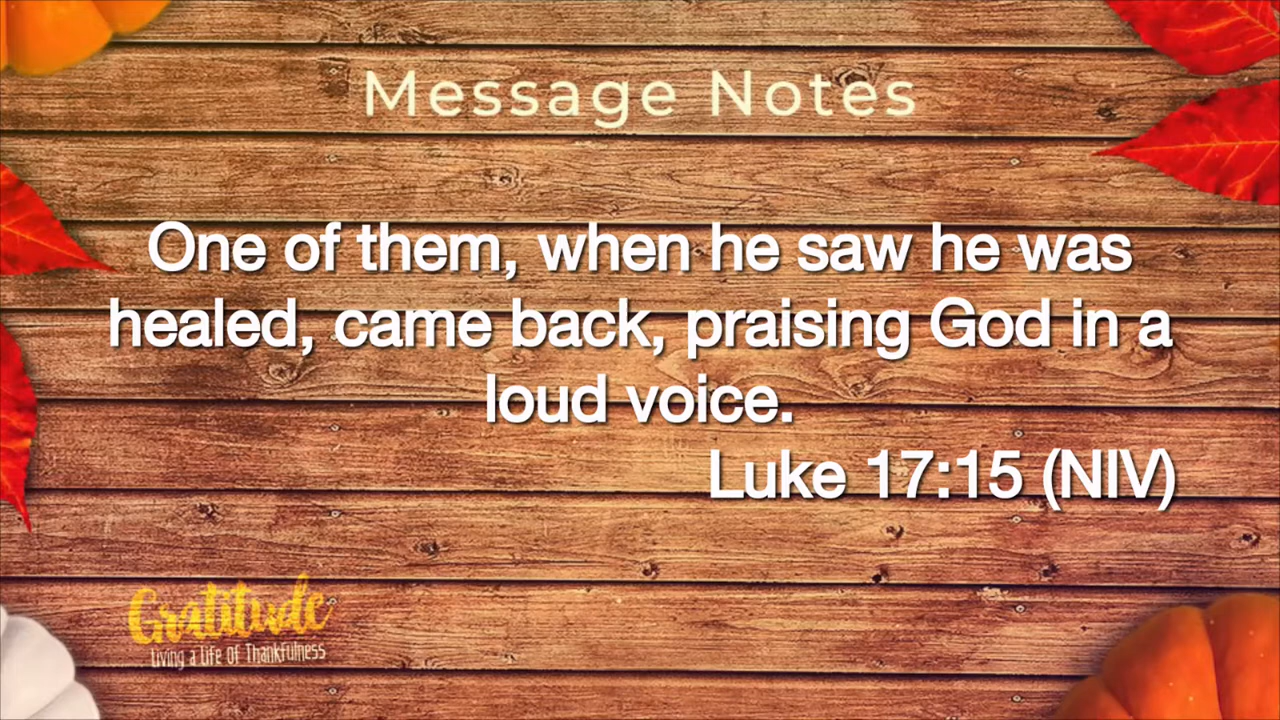 Message Notes
One of them, when he saw he was
healed, came back, praising God in a
loud voice.
Luke 17:15 (NIV)
Gratitude
Living a Life Of Thankfulness